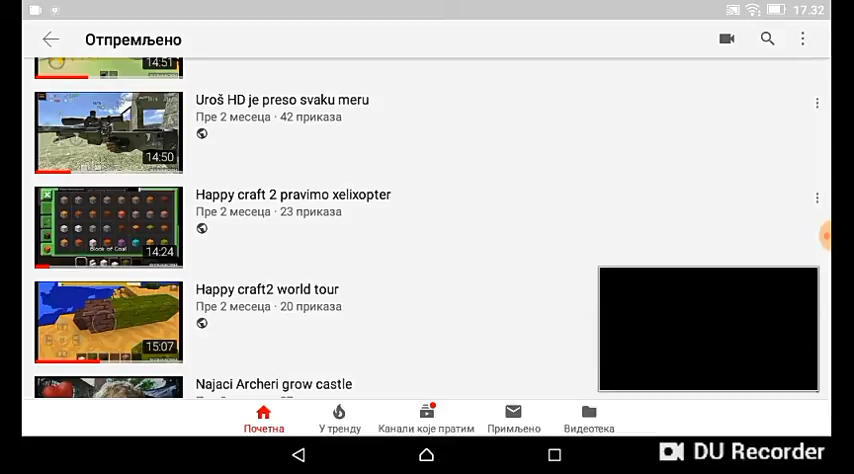 17.32
Отпремљено
14:51
Uroš HD je preso svaku meru
Пре 2 месеца · 42 приказа
14:50
Happy craft 2 pravimo xelixopter
Пре 2 месеца · 23 приказа
Block of Coal
14:24
Happy craft2 world tour
Пре 2 месеца · 20 приказа
15:07
Najaci Archeri grow castle
Почетна
У тренду
Канали које пратим
Примљено
Видеотека
DU Recorder